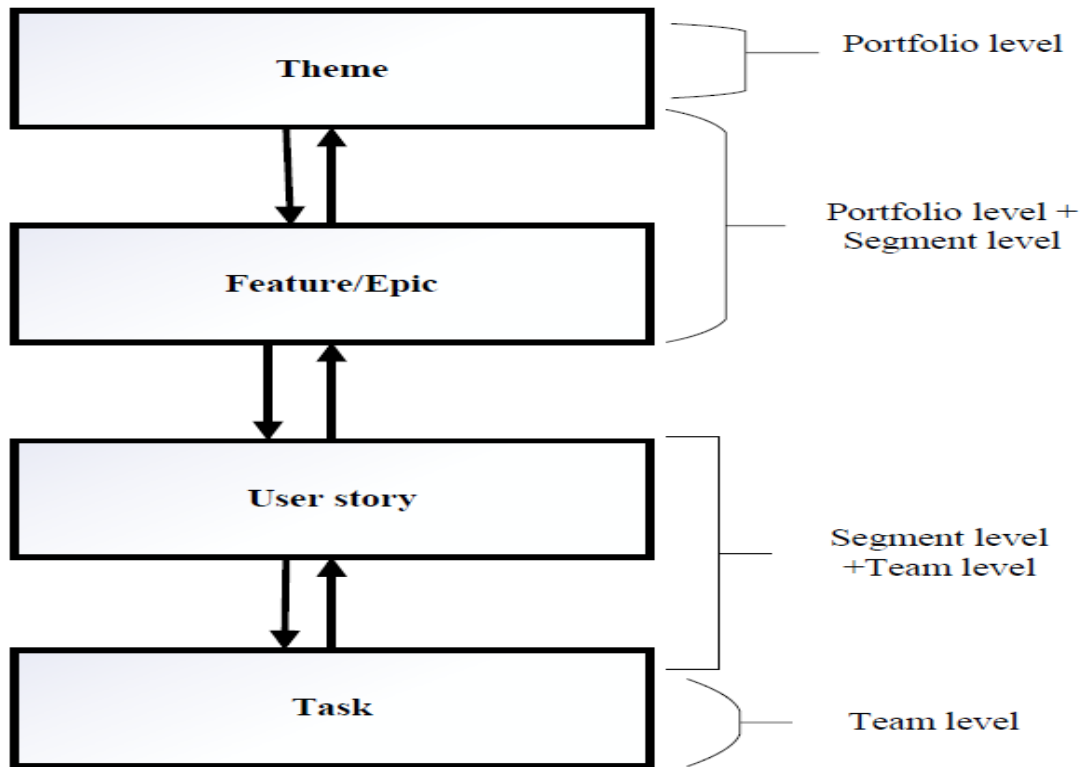 Theme
Portfolio level
Feature/Epic
Portfolio level +
Segment level
User story
Segment level
+Team level
Task
Team level